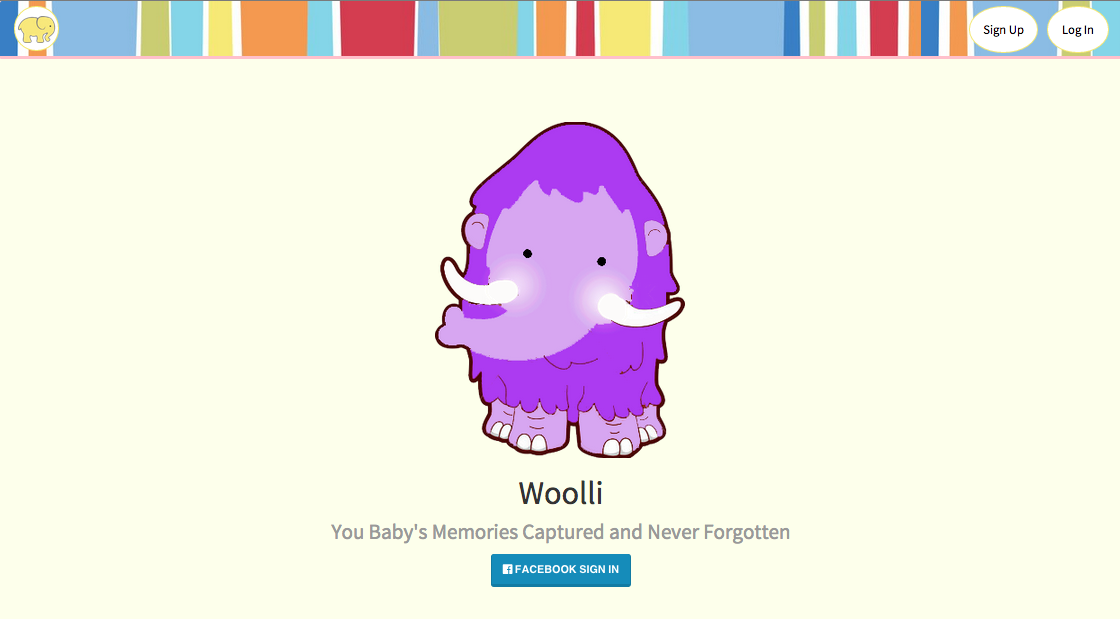 Sign Up
Log In
Woolli
You Baby's Memories Captured and Never Forgotten
FACEBOOK SIGN IN